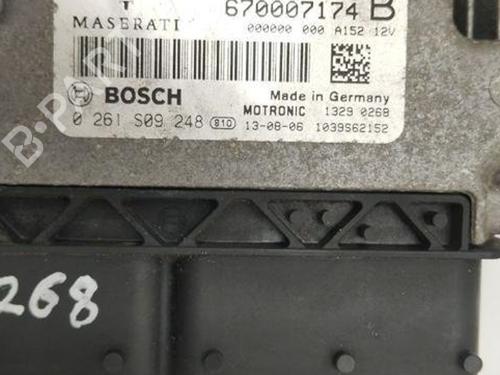 670007174 B
MASERATI
000000 000 A152 12V
BOSCH
Made in Germany
MOTRONIC 1329 0268
0 261 S09 248 S10 13-08-06 1039S62152
268
B-PARTS